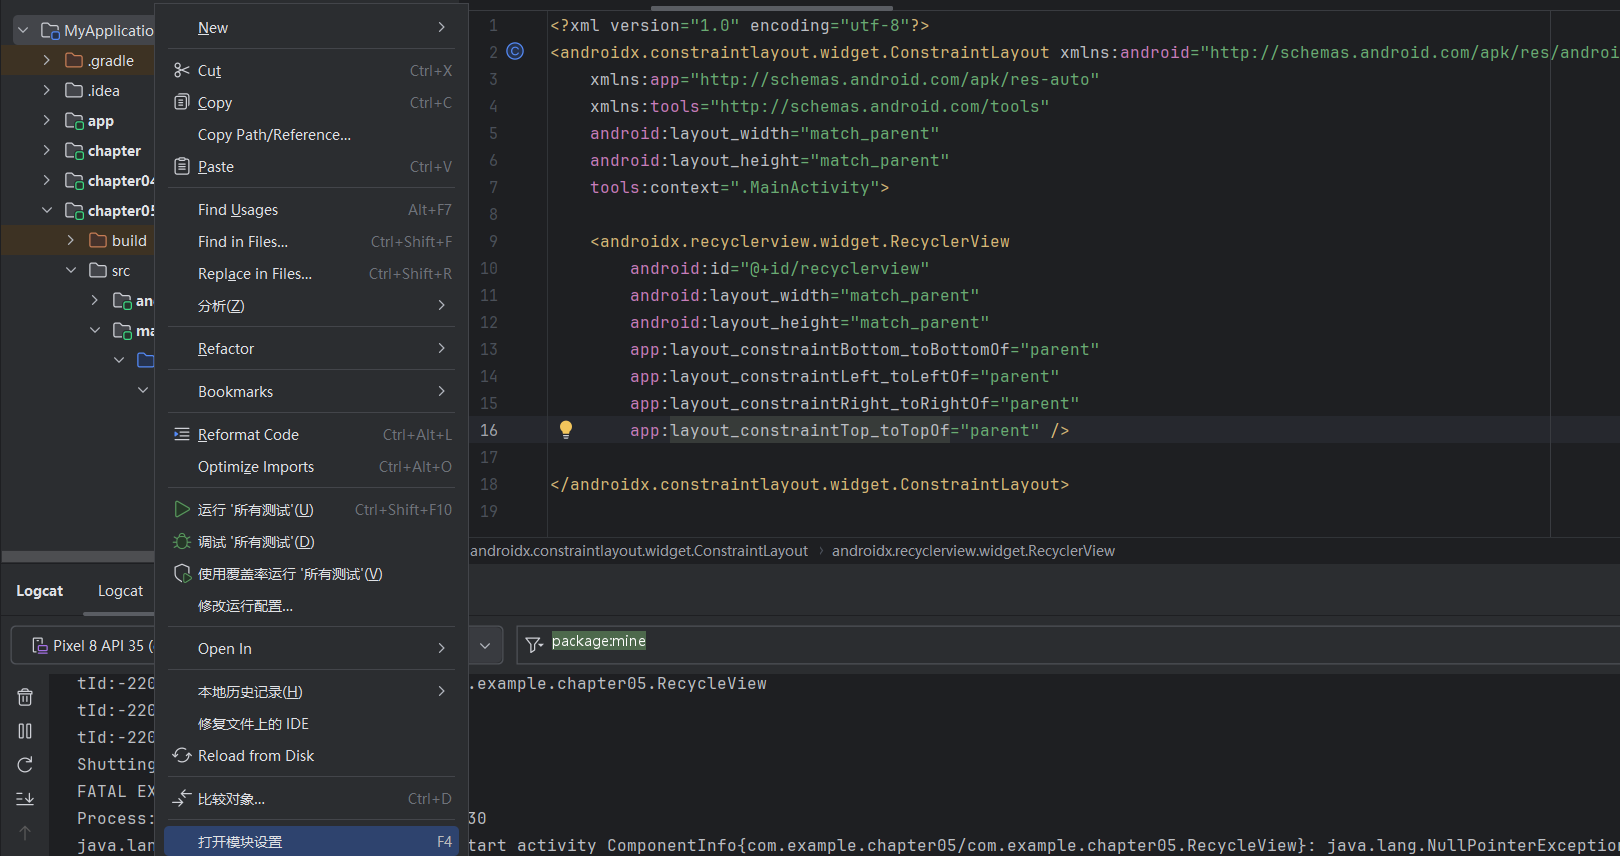 MyApplicatio
.gradle
.idea
app
chapter
chapter04
chapter05
build
src
an
ma
New
Cut Ctrl+X
Copy Ctrl+C
Copy Path/Reference...
Paste Ctrl+V
Find Usages Alt+F7
Find in Files... Ctrl+Shift+F
Replace in Files... Ctrl+Shift+R
分析(Z)
Refactor
Bookmarks
Reformat Code Ctrl+Alt+L
Optimize Imports Ctrl+Alt+O
运行 '所有测试'(U) Ctrl+Shift+F10
调试 '所有测试'(D)
使用覆盖率运行 '所有测试'(V)
修改运行配置...
Open In
本地历史记录(H)
修复文件上的 IDE
Reload from Disk
比较对象... Ctrl+D
打开模块设置 F4
1 <?xml version="1.0" encoding="utf-8"?>
2 <androidx.constraintlayout.widget.ConstraintLayout xmlns:android="http://schemas.android.com/apk/res/androi
3 xmlns:app="http://schemas.android.com/apk/res-auto"
4 xmlns:tools="http://schemas.android.com/tools"
5 android:layout_width="match_parent"
6 android:layout_height="match_parent"
7 tools:context=".MainActivity">
8
9 <androidx.recyclerview.widget.RecyclerView
10 android:id="@+id/recyclerview"
11 android:layout_width="match_parent"
12 android:layout_height="match_parent"
13 app:layout_constraintBottom_toBottomOf="parent"
14 app:layout_constraintLeft_toLeftOf="parent"
15 app:layout_constraintRight_toRightOf="parent"
16 app:layout_constraintTop_toTopOf="parent" />
17
18 </androidx.constraintlayout.widget.ConstraintLayout>
19
androidx.constraintlayout.widget.ConstraintLayout › androidx.recyclerview.widget.RecyclerView
Logcat Logcat
Pixel 8 API 35 (
package:mine
tId:-220 .example.chapter05.RecycleView
tId:-220
tId:-220
Shutting
FATAL EX
Process: 30
java.lan tart activity ComponentInfo{com.example.chapter05/com.example.chapter05.RecycleView}: java.lang.NullPointerExceptio